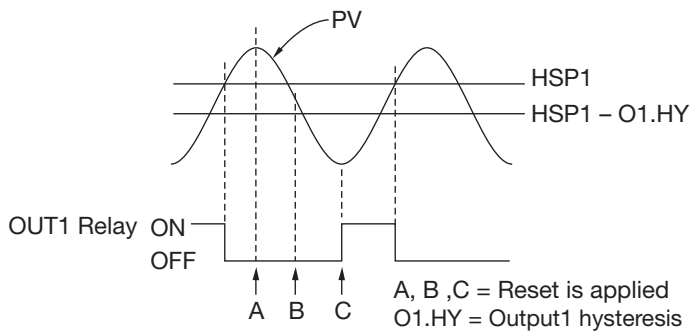 PV
HSP1
HSP1 – O1.HY
OUT1 Relay ON
OFF
A B C
A, B ,C = Reset is applied
O1.HY = Output1 hysteresis